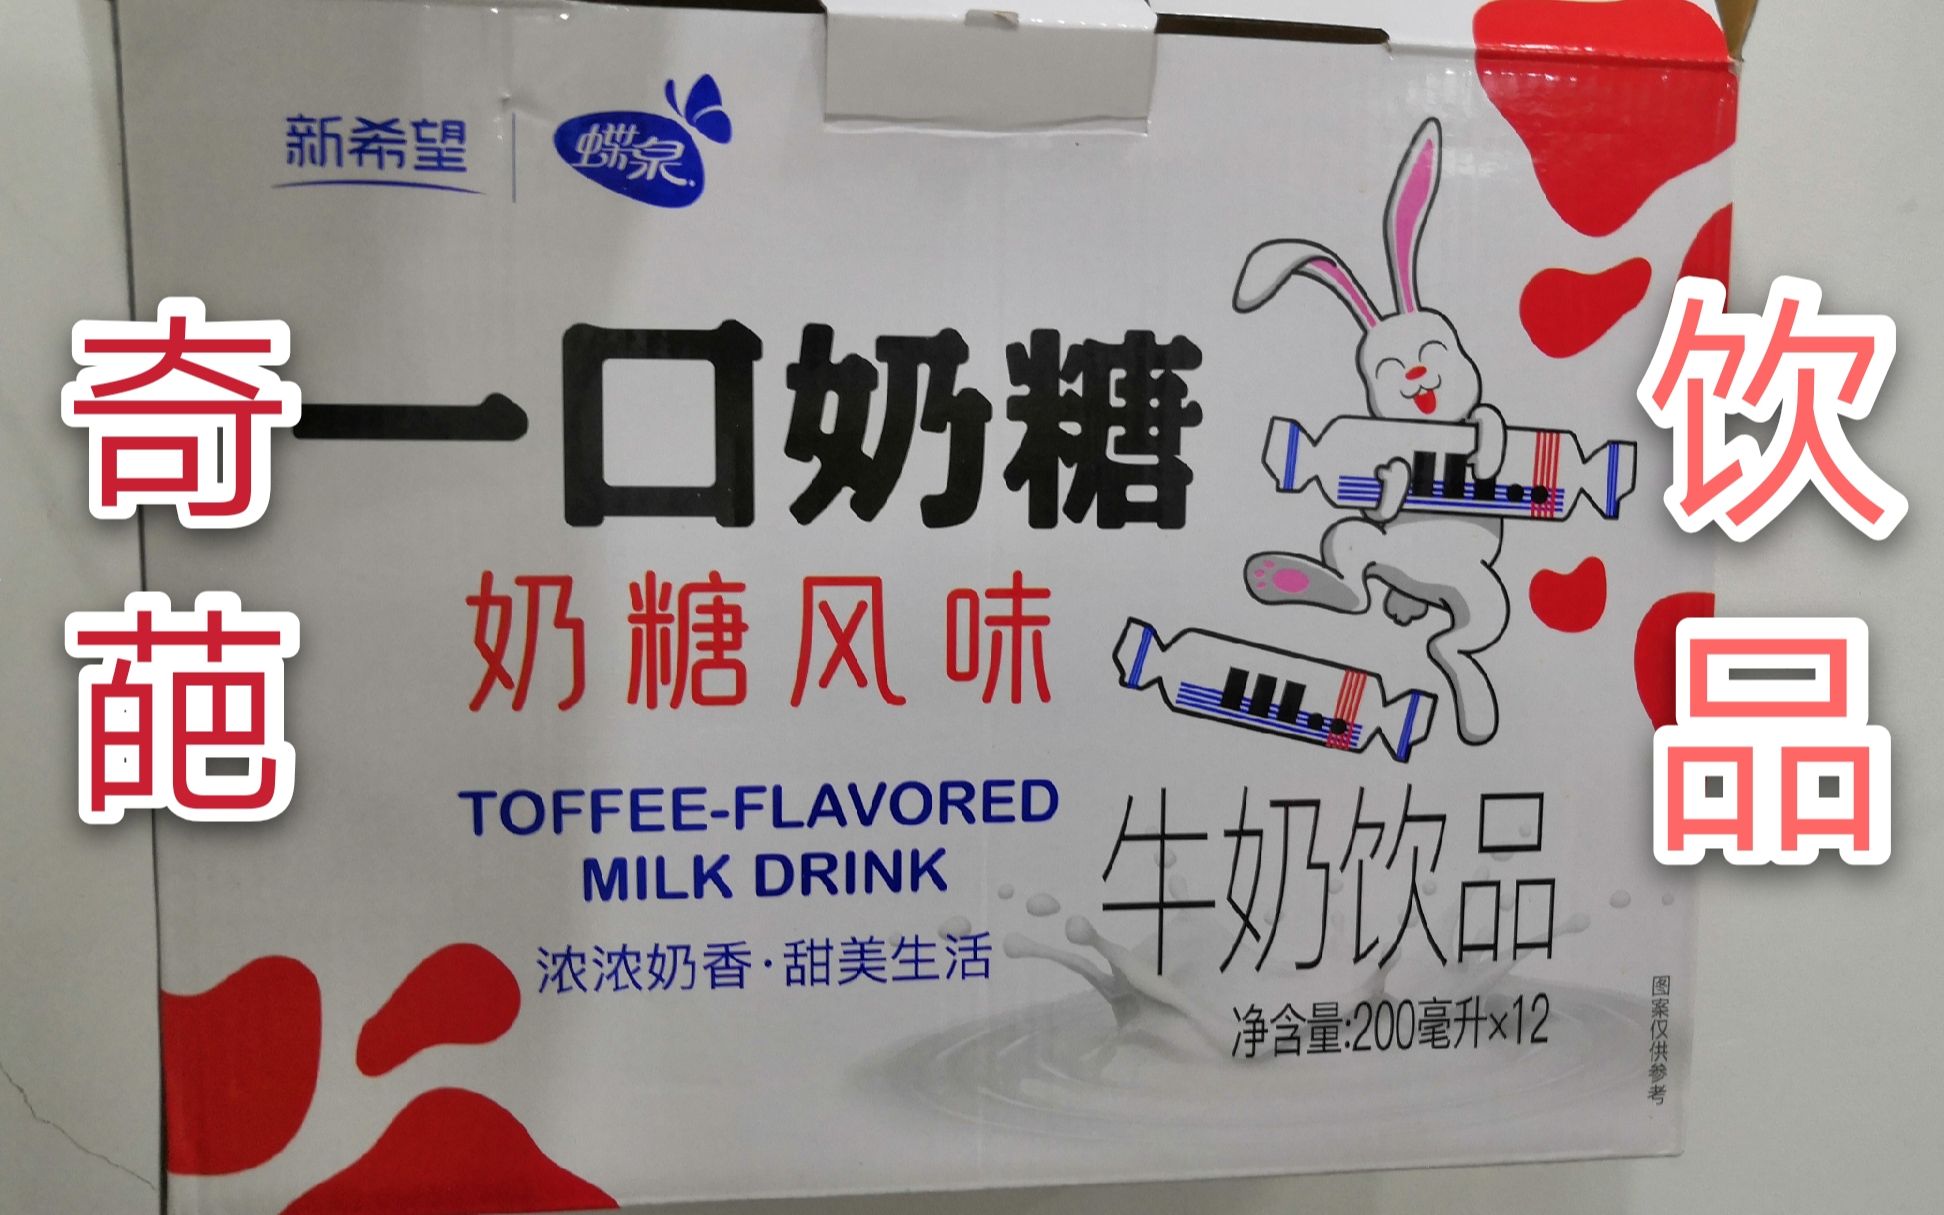 新希望
蝶泉
奇葩
饮品
一口奶糖
奶糖风味
TOFFEE-FLAVORED
MILK DRINK
浓浓奶香·甜美生活
牛奶饮品
净含量:200毫升×12
图案仅供参考